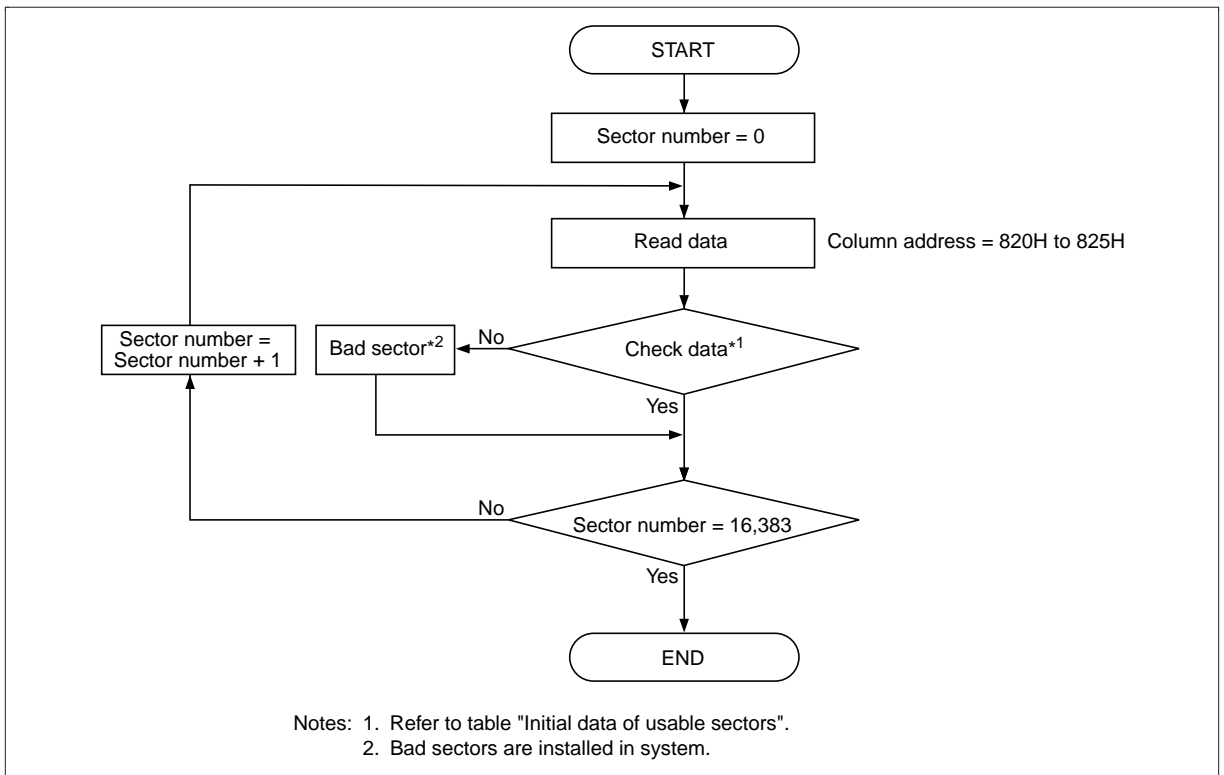 START
Sector number = 0
Read data
Column address = 820H to 825H
Sector number =
Sector number + 1
Bad sector*2
No
Check data*1
Yes
No
Sector number = 16,383
Yes
END
Notes: 1. Refer to table "Initial data of usable sectors".
2. Bad sectors are installed in system.